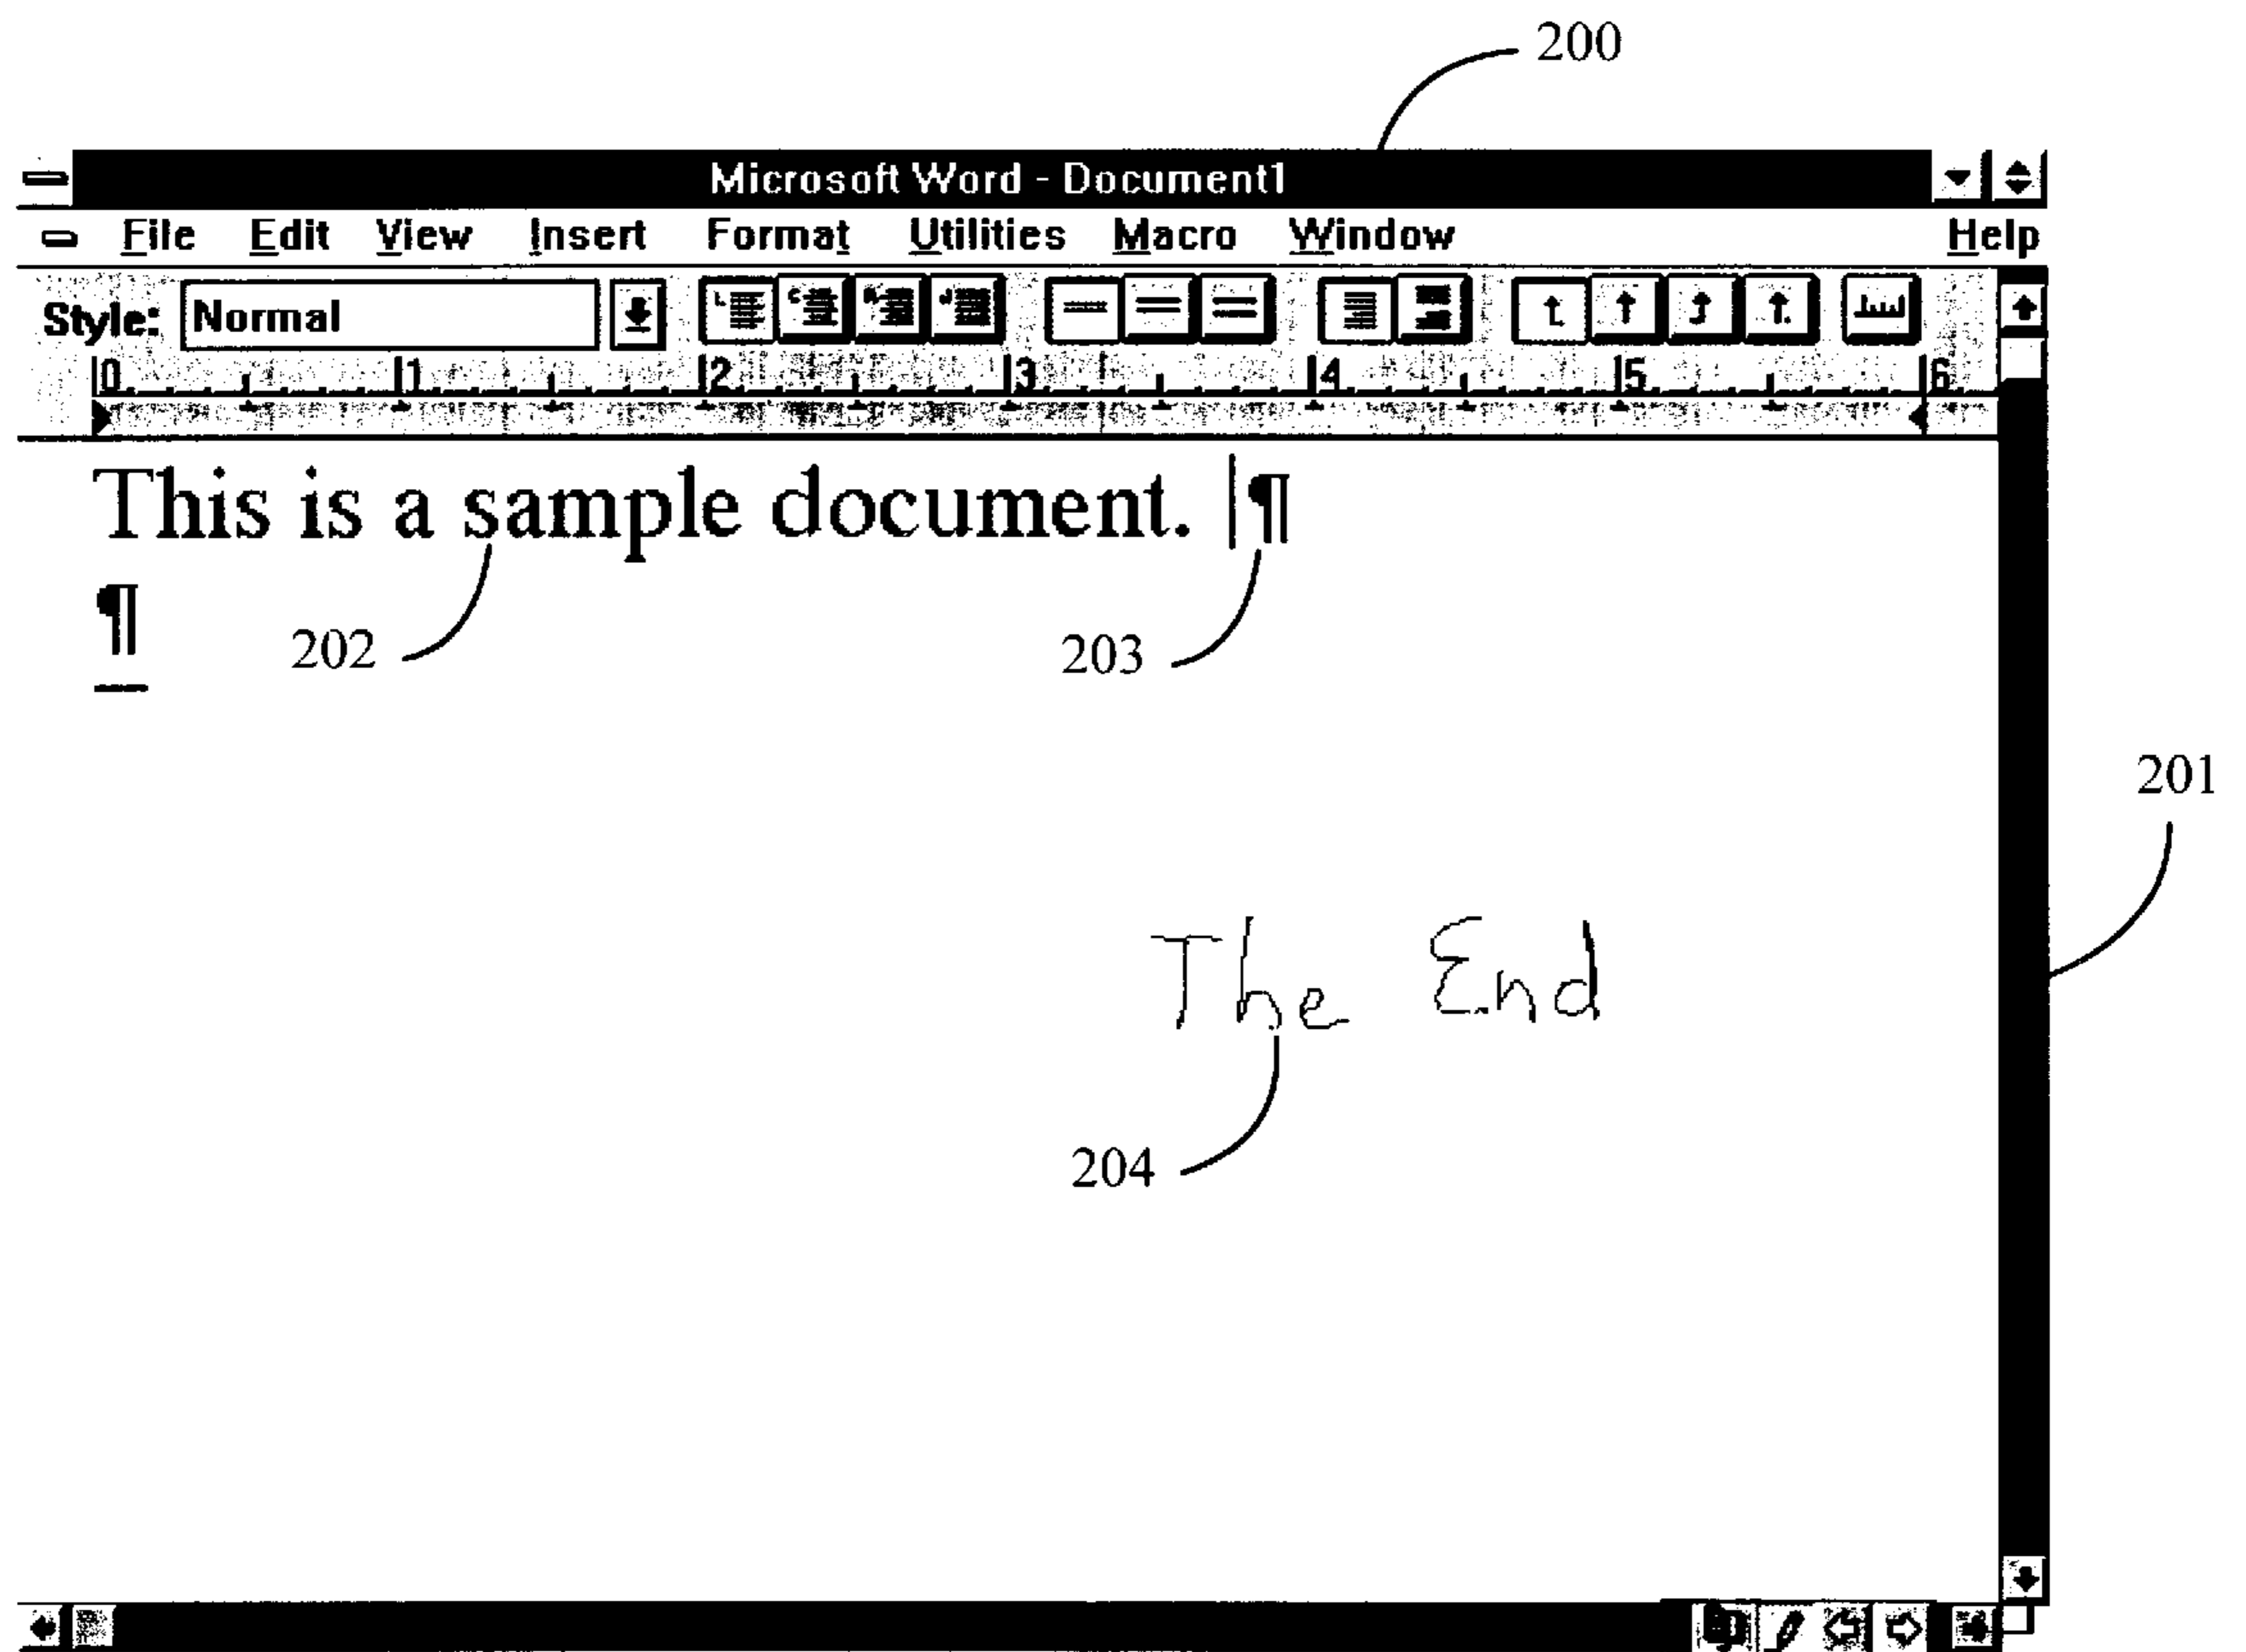 200
Microsoft Word - Document1
File Edit View Insert Format Utilities Macro Window Help
Style: Normal
0 1 2 3 4 5 6
This is a sample document. ¶
¶
202 203
201
The End
204